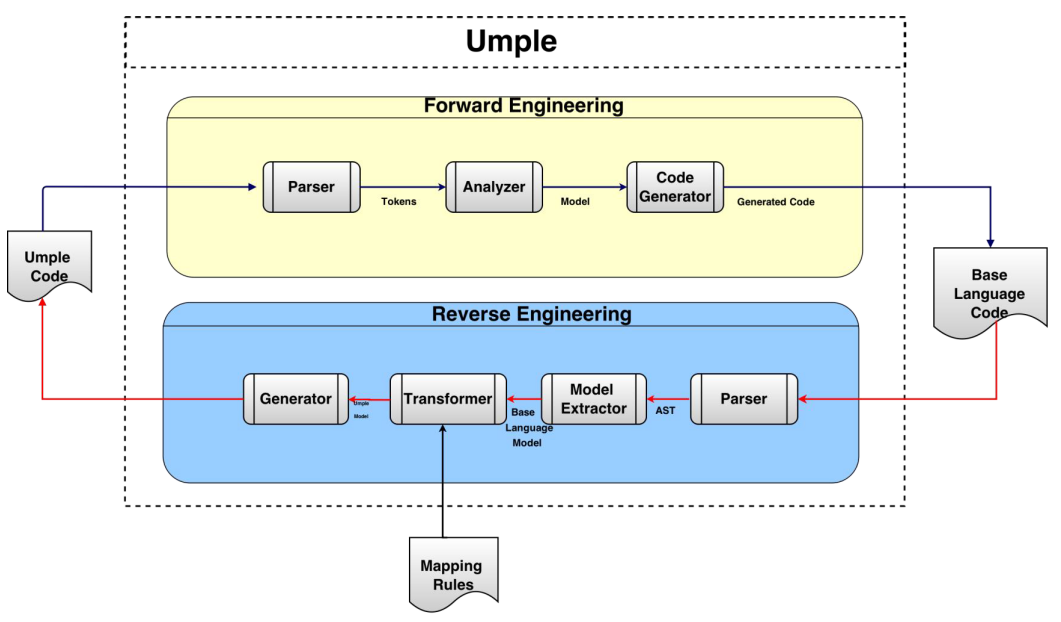 Umple
Forward Engineering
Parser
Tokens
Analyzer
Model
Code
Generator
Generated Code
Umple
Code
Base
Language
Code
Reverse Engineering
Generator
Umple
Model
Transformer
Base
Language
Model
Model
Extractor
AST
Parser
Mapping
Rules